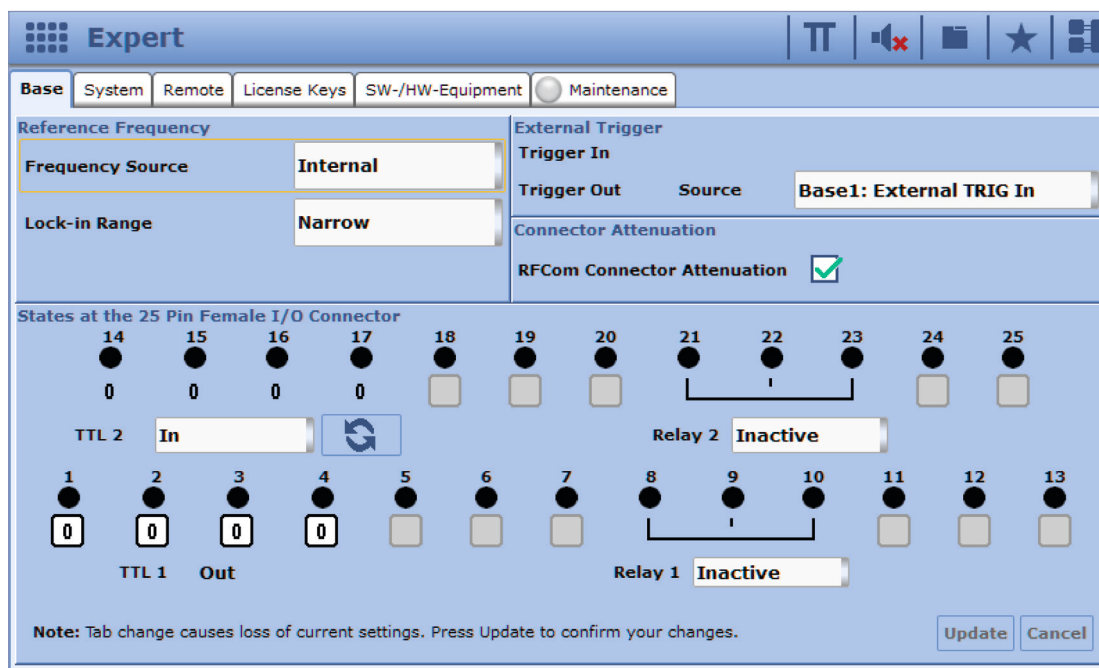 Expert
Base System Remote License Keys SW-/HW-Equipment Maintenance
Reference Frequency
Frequency Source Internal
Lock-in Range Narrow
External Trigger
Trigger In
Trigger Out Source Base1: External TRIG In
Connector Attenuation
RFCom Connector Attenuation
States at the 25 Pin Female I/O Connector
14 15 16 17 18 19 20 21 22 23 24 25
0 0 0 0
TTL 2 In Relay 2 Inactive
1 2 3 4 5 6 7 8 9 10 11 12 13
0 0 0 0
TTL 1 Out Relay 1 Inactive
Note: Tab change causes loss of current settings. Press Update to confirm your changes. Update Cancel